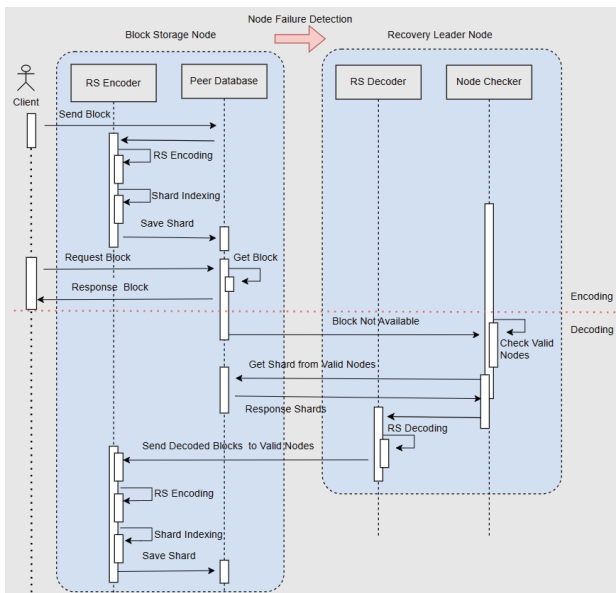 Node Failure Detection
Block Storage Node
Recovery Leader Node
RS Encoder
Peer Database
RS Decoder
Node Checker
Client
Send Block
RS Encoding
Shard Indexing
Save Shard
Request Block
Get Block
Response Block
Encoding
Block Not Available
Decoding
Check Valid
Nodes
Get Shard from Valid Nodes
Response Shards
RS Decoding
Send Decoded Blocks to Valid Nodes
RS Encoding
Shard Indexing
Save Shard